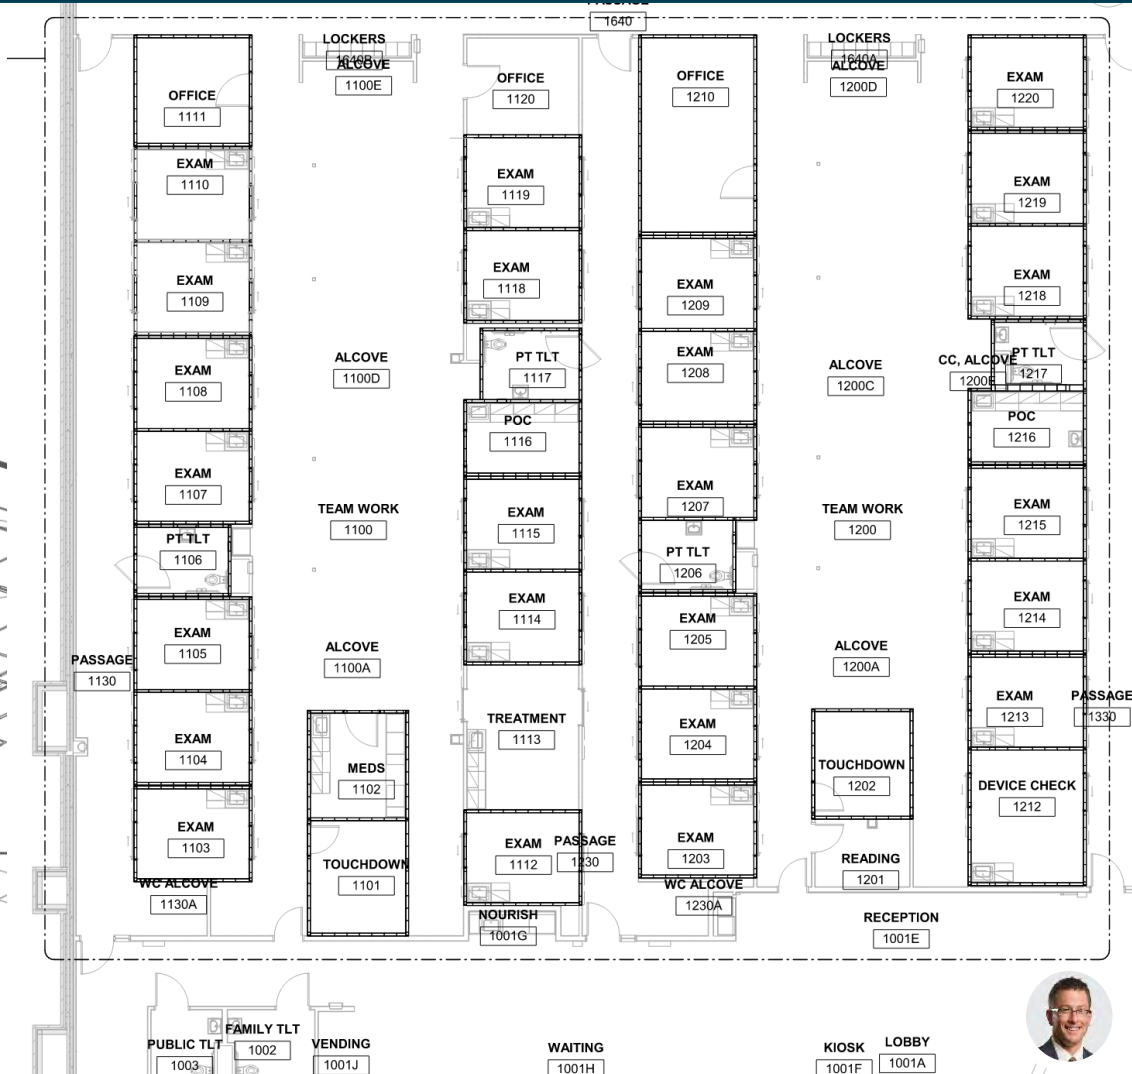 PASSAGE
1640
LOCKERS
1640B
ALCOVE
1100E
LOCKERS
1640A
ALCOVE
1200D
OFFICE
1111
OFFICE
1120
OFFICE
1210
EXAM
1220
EXAM
1110
EXAM
1119
EXAM
1219
EXAM
1109
EXAM
1118
EXAM
1209
EXAM
1218
EXAM
1108
ALCOVE
1100D
PT TLT
1117
EXAM
1208
ALCOVE
1200C
CC, ALCOVE
1200E
PT TLT
1217
POC
1116
POC
1216
EXAM
1107
TEAM WORK
1100
EXAM
1115
EXAM
1207
TEAM WORK
1200
EXAM
1215
PT TLT
1106
PT TLT
1206
EXAM
1114
EXAM
1205
EXAM
1214
EXAM
1105
PASSAGE
1130
ALCOVE
1100A
ALCOVE
1200A
EXAM
1213
PASSAGE
1330
EXAM
1104
TREATMENT
1113
EXAM
1204
MEDS
1102
TOUCHDOWN
1202
DEVICE CHECK
1212
EXAM
1103
TOUCHDOWN
1101
EXAM
1112
PASSAGE
1230
EXAM
1203
READING
1201
WC ALCOVE
1130A
WC ALCOVE
1230A
NOURISH
1001G
RECEPTION
1001E
PUBLIC TLT
1003
FAMILY TLT
1002
VENDING
1001J
WAITING
1001H
KIOSK
1001F
LOBBY
1001A